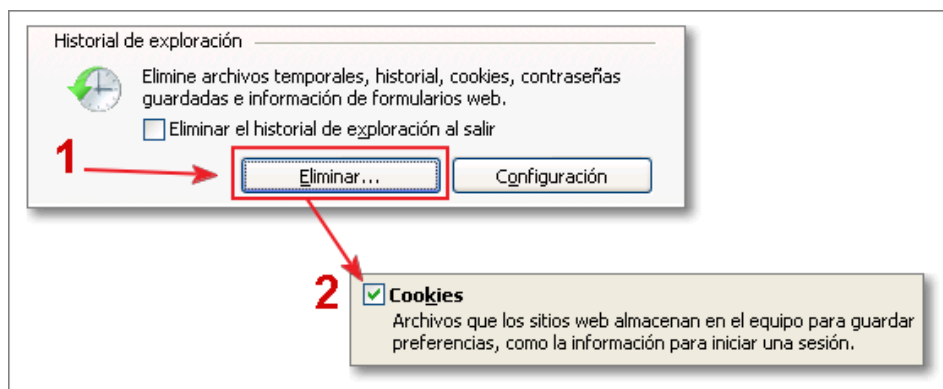 Historial de exploración
Elimine archivos temporales, historial, cookies, contraseñas
guardadas e información de formularios web.
Eliminar el historial de exploración al salir
1
Eliminar... Configuración
2 Cookies
Archivos que los sitios web almacenan en el equipo para guardar
preferencias, como la información para iniciar una sesión.